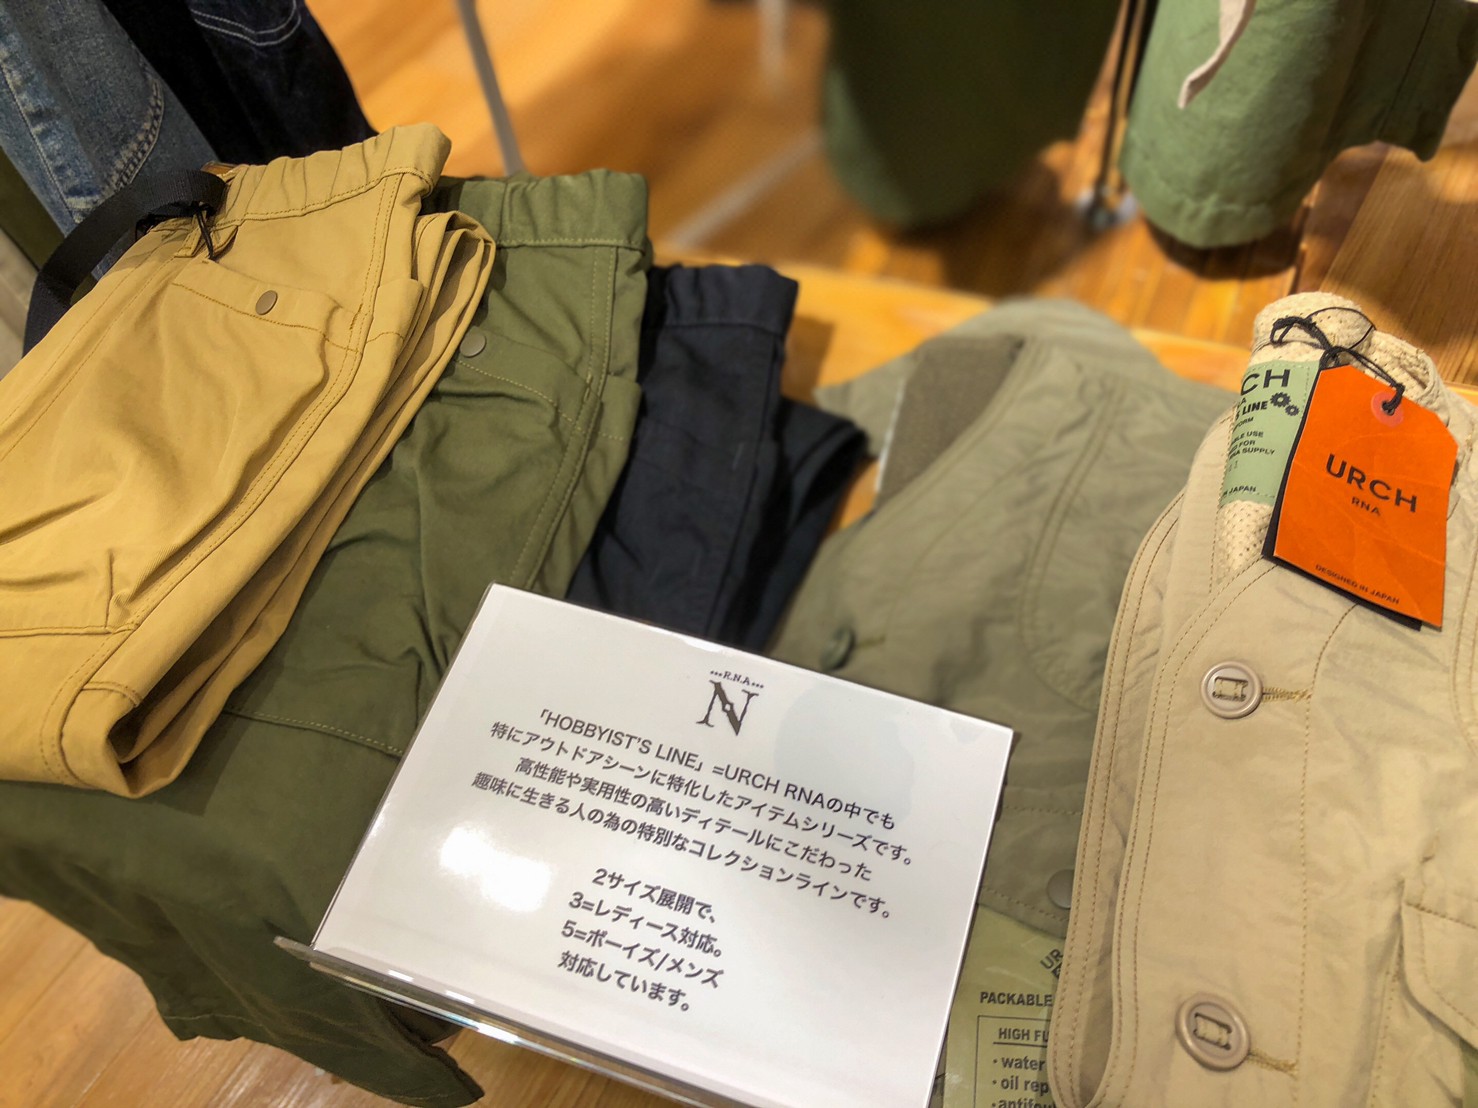 ...R.N.A...
N
「HOBBYIST'S LINE」=URCH RNAの中でも
特にアウトドアシーンに特化したアイテムシリーズです。
高性能や実用性の高いディテールにこだわった
趣味に生きる人の為の特別なコレクションラインです。
2サイズ展開で、
3=レディース対応。
5=ボーイズ/メンズ
対応しています。
URCH
RNA
DESIGNED IN JAPAN
CH
LINE
USE
FOR
SUPPLY
JAPAN
PACKABLE
HIGH FU
・water
・oil rep
・antifou